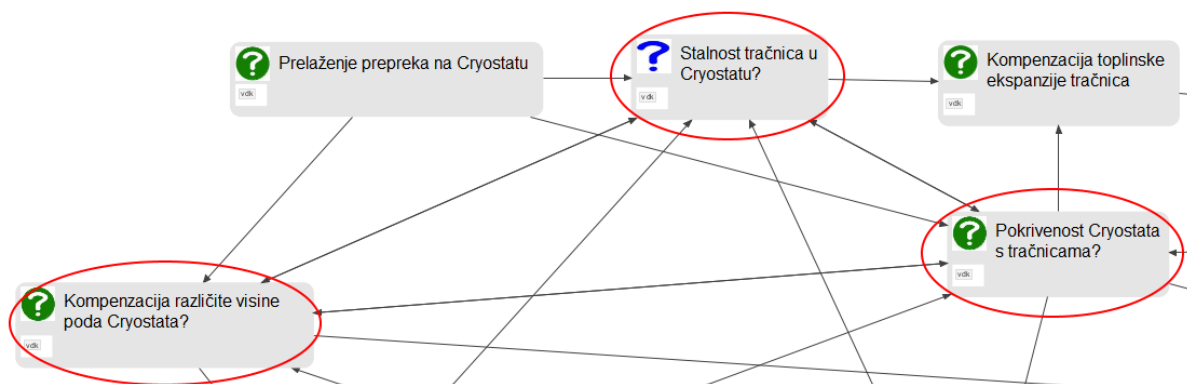 Prelaženje prepreka na Cryostatu
vdk
Stalnost tračnica u
Cryostatu?
vdk
Kompenzacija toplinske
ekspanzije tračnica
vdk
Pokrivenost Cryostata
s tračnicama?
vdk
Kompenzacija različite visine
poda Cryostata?
vdk